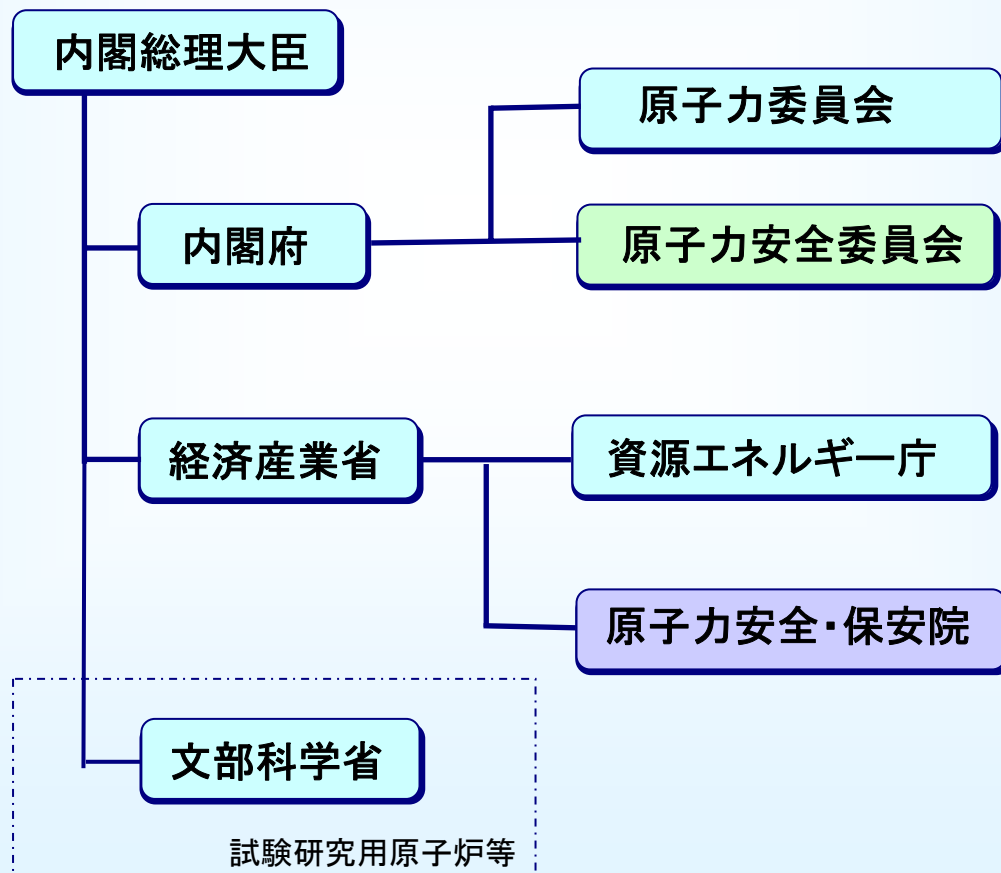 内閣総理大臣
原子力委員会
内閣府
原子力安全委員会
経済産業省
資源エネルギー庁
原子力安全・保安院
文部科学省
試験研究用原子炉等